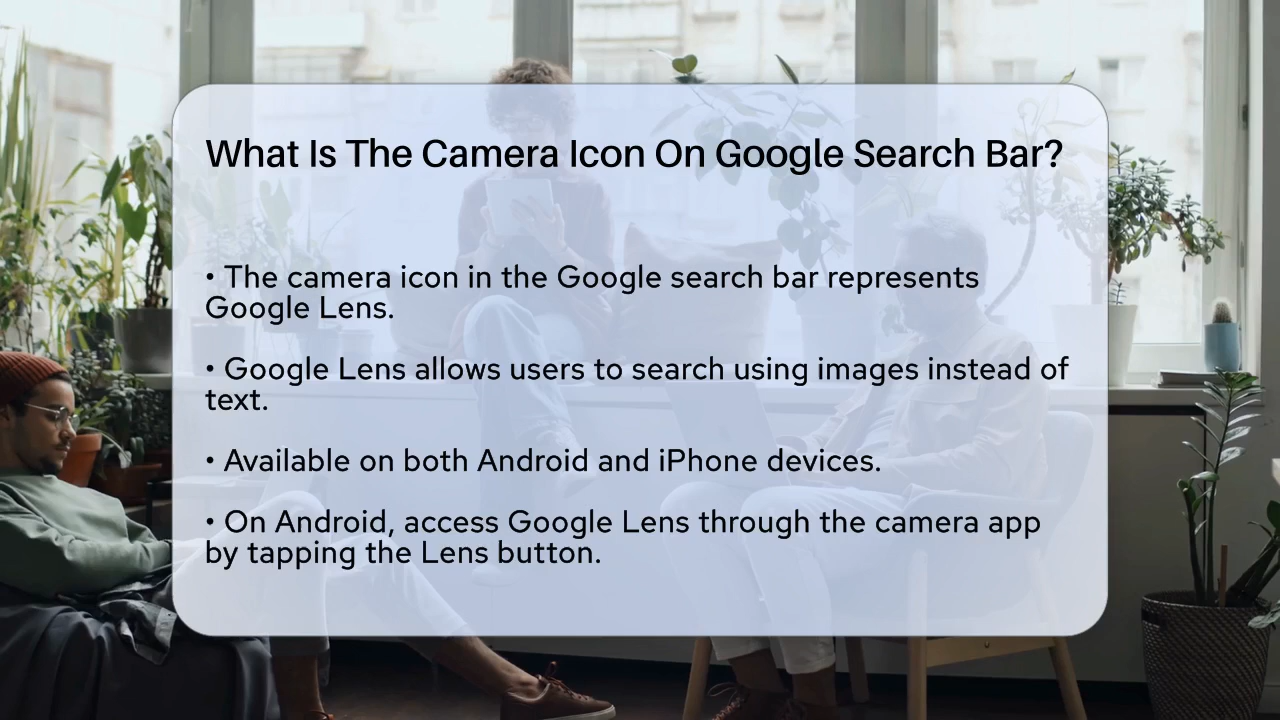 What Is The Camera Icon On Google Search Bar?
• The camera icon in the Google search bar represents
Google Lens.
• Google Lens allows users to search using images instead of
text.
• Available on both Android and iPhone devices.
• On Android, access Google Lens through the camera app
by tapping the Lens button.